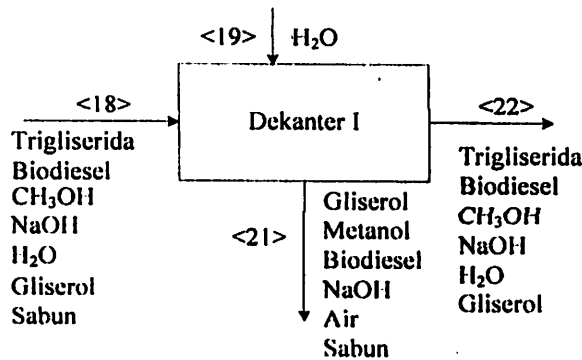 <19>
H₂O
<18>
Dekanter I
<22>
Trigliserida
Biodiesel
CH₃OH
NaOH
H₂O
Gliserol
Sabun
<21>
Gliserol
Metanol
Biodiesel
NaOH
Air
Sabun
Trigliserida
Biodiesel
CH₃OH
NaOH
H₂O
Gliserol